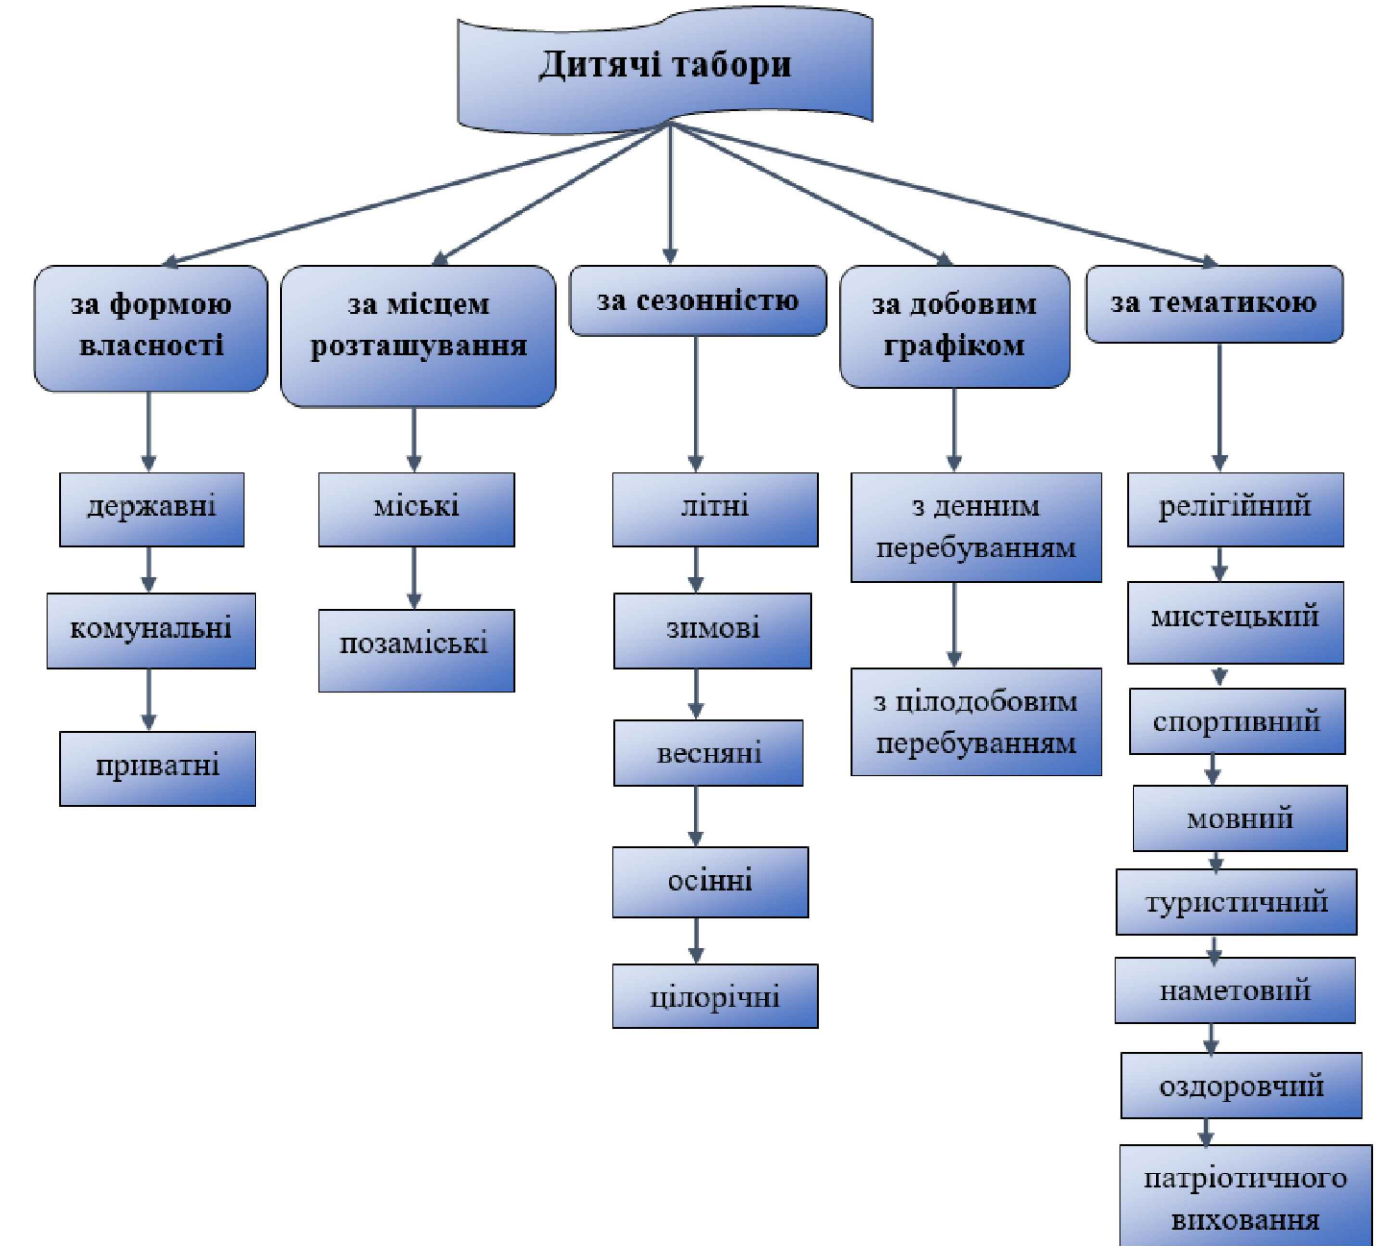 Дитячі табори
за формою
власності
за місцем
розташування
за сезонністю
за добовим
графіком
за тематикою
державні
комунальні
приватні
міські
позаміські
літні
зимові
весняні
осінні
цілорічні
з денним
перебуванням
з цілодобовим
перебуванням
релігійний
мистецький
спортивний
мовний
туристичний
наметовий
оздоровчий
патріотичного
виховання